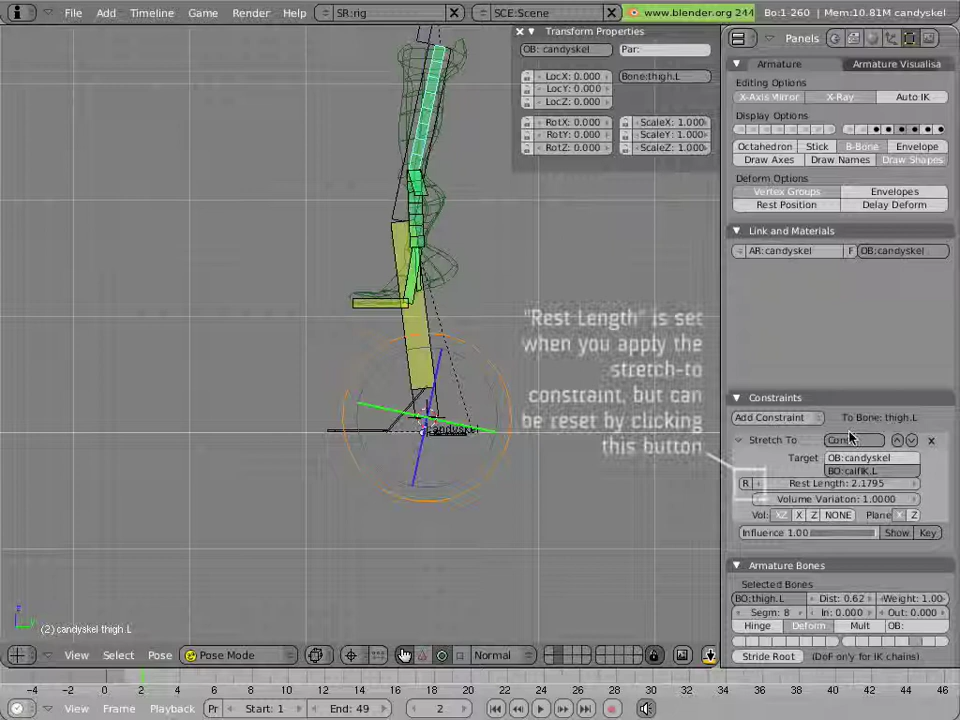 File Add Timeline Game Render Help SR:rig SCE:Scene www.blender.org 244 Bo:1-260 | Mem:10.81M candyskel
Transform Properties
OB: candyskel Par:
LocX: 0.000 Bone:thigh.L
LocY: 0.000
LocZ: 0.000
RotX: 0.000 ScaleX: 1.000
RotY: 0.000 ScaleY: 1.000
RotZ: 0.000 ScaleZ: 1.000
Panels
Armature Armature Visualisa
Editing Options
X-Axis Mirror X-Ray Auto IK
Display Options
Octahedron Stick B-Bone Envelope
Draw Axes Draw Names Draw Shapes
Deform Options
Vertex Groups Envelopes
Rest Position Delay Deform
Link and Materials
AR:candyskel F OB:candyskel
"Rest Length" is set
when you apply the
stretch-to
constraint, but can
be reset by clicking
this button
candyskel
Constraints
Add Constraint To Bone: thigh.L
Stretch To Con X
Target OB:candyskel
BO:calfIK.L
R Rest Length: 2.1795
Volume Variaton: 1.0000
Vol: XZ X Z NONE Plane X Z
Influence 1.00 Show Key
Armature Bones
Selected Bones
BO:thigh.L Dist: 0.62 Weight: 1.00
Segm: 8 In: 0.000 Out: 0.000
Hinge Deform Mult OB:
Stride Root (DoF only for IK chains)
z
(2) candyskel thigh.L
View Select Pose Pose Mode Normal
-4 -2 0 2 4 6 8 10 12 14 16 18 20 22 24 26 28 30 32 34 36 38 40 42 44 46
View Frame Playback Pr Start: 1 End: 49 2